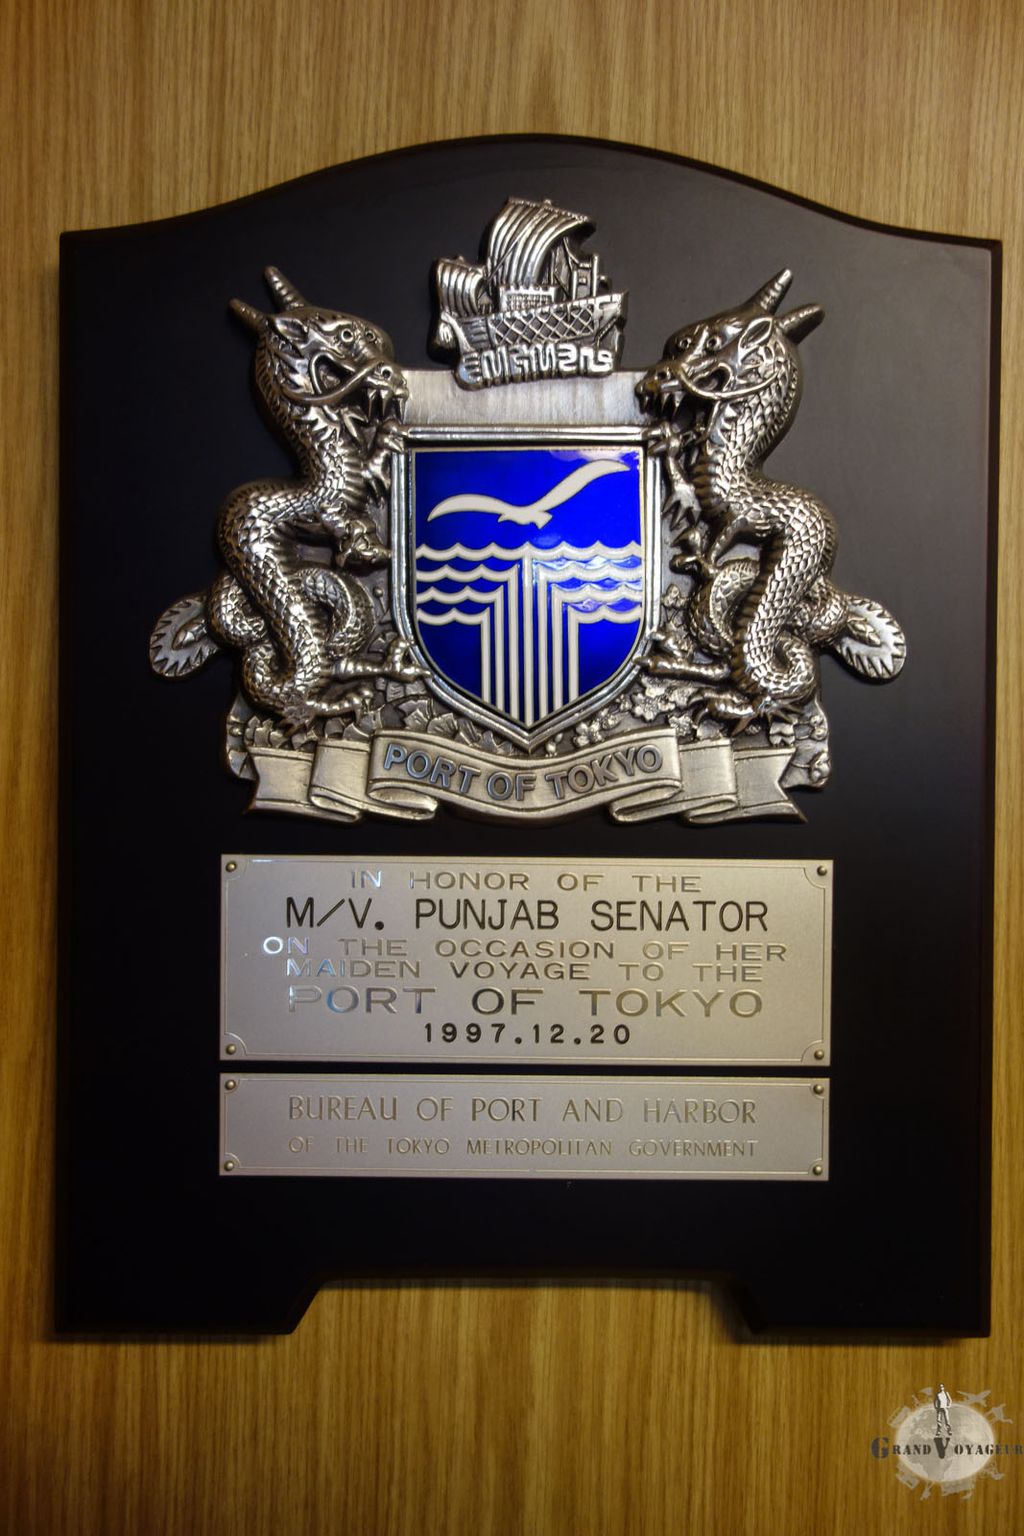 PORT OF TOKYO
IN HONOR OF THE
M/V. PUNJAB SENATOR
ON THE OCCASION OF HER
MAIDEN VOYAGE TO THE
PORT OF TOKYO
1997.12.20
BUREAU OF PORT AND HARBOR
OF THE TOKYO METROPOLITAN GOVERNMENT
GRAND VOYAGEUR